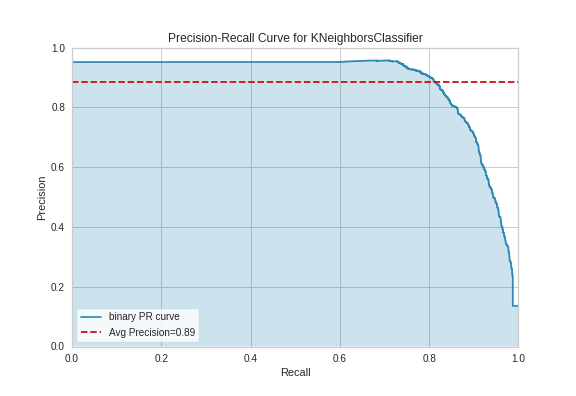 Precision-Recall Curve for KNeighborsClassifier
1.0
0.8
0.6
0.4
0.2
0.0
Precision
binary PR curve
Avg Precision=0.89
0.0 0.2 0.4 0.6 0.8 1.0
Recall